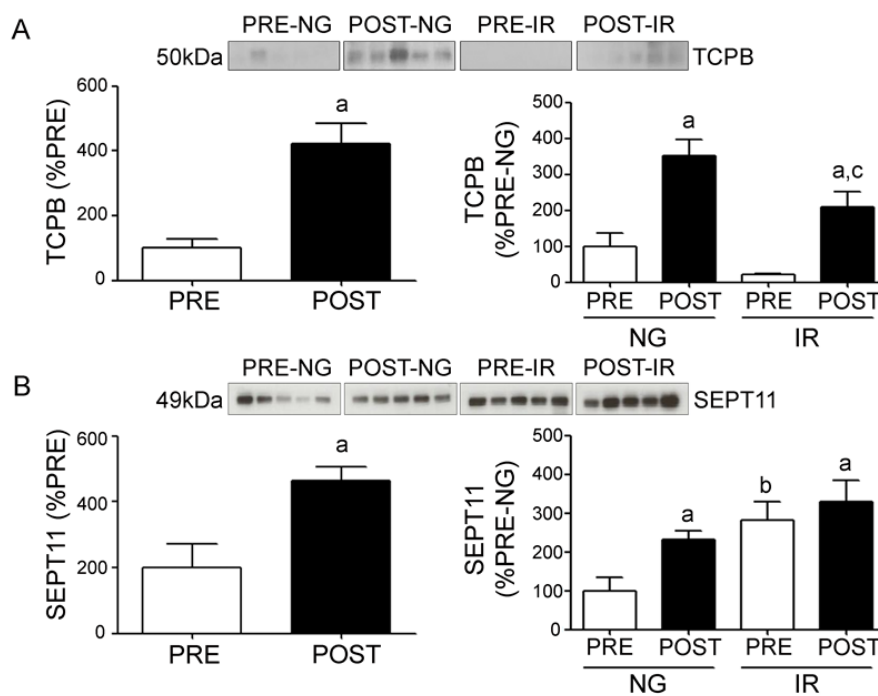 A
PRE-NG POST-NG PRE-IR POST-IR
50kDa TCPB
TCPB (%PRE)
600
400
200
0
a
PRE POST
TCPB
(%PRE-NG)
500
400
300
200
100
0
a
a,c
PRE POST PRE POST
NG IR
B
PRE-NG POST-NG PRE-IR POST-IR
49kDa SEPT11
SEPT11 (%PRE)
600
400
200
0
a
PRE POST
SEPT11
(%PRE-NG)
500
400
300
200
100
0
a
b
a
PRE POST PRE POST
NG IR